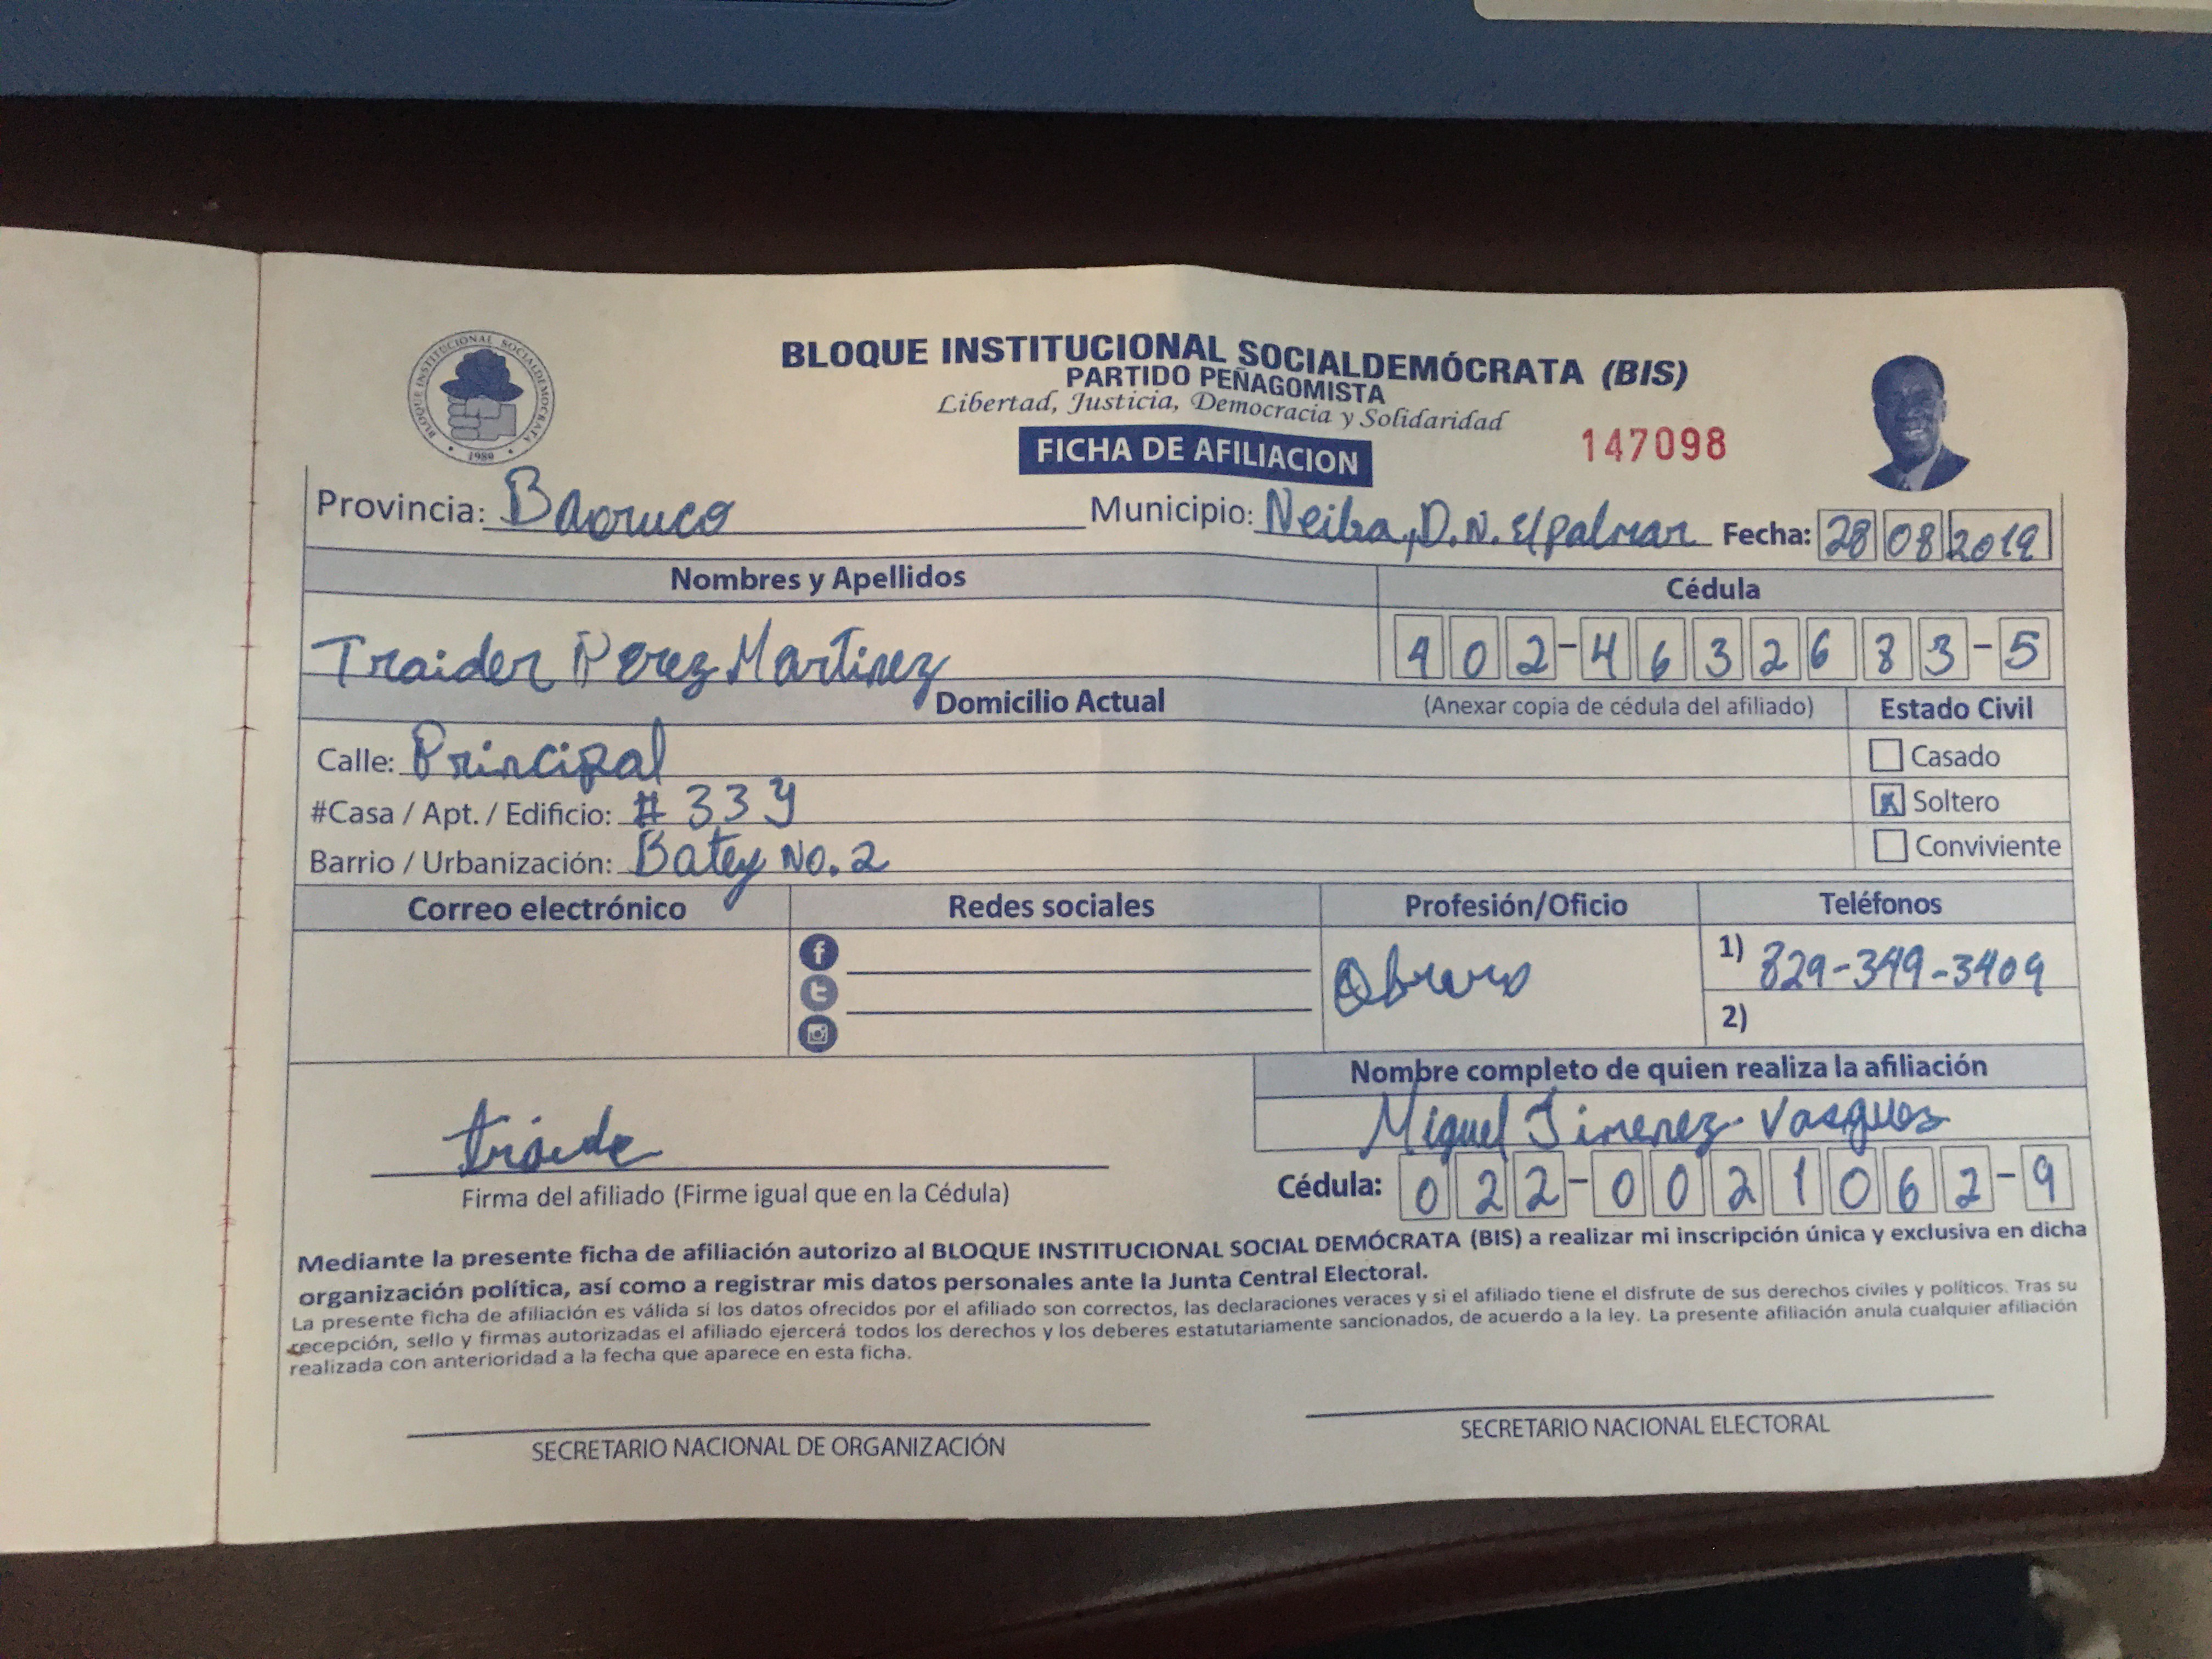 BLOQUE INSTITUCIONAL SOCIALDEMOCRATA
1989
BLOQUE INSTITUCIONAL SOCIALDEMÓCRATA (BIS)
PARTIDO PEÑAGOMISTA
Libertad, Justicia, Democracia y Solidaridad
FICHA DE AFILIACION 147098
Provincia: Baoruco Municipio: Neiba, D.N. El palmar Fecha: 28 08 2019
Nombres y Apellidos Cédula
Traider Perez Martinez 402-4632683-5
Domicilio Actual (Anexar copia de cédula del afiliado) Estado Civil
Calle: Principal Casado
#Casa / Apt. / Edificio: # 33 Soltero
Barrio / Urbanización: Batey No. 2 Conviviente
Correo electrónico Redes sociales Profesión/Oficio Teléfonos
Obrero 1) 829-349-3409
2)
Nombre completo de quien realiza la afiliación
Miguel Jimenez Vasquez
Firma del afiliado (Firme igual que en la Cédula) Cédula: 022-0021062-9
Mediante la presente ficha de afiliación autorizo al BLOQUE INSTITUCIONAL SOCIAL DEMÓCRATA (BIS) a realizar mi inscripción única y exclusiva en dicha
organización política, así como a registrar mis datos personales ante la Junta Central Electoral.
La presente ficha de afiliación es válida si los datos ofrecidos por el afiliado son correctos, las declaraciones veraces y si el afiliado tiene el disfrute de sus derechos civiles y políticos. Tras su
recepción, sello y firmas autorizadas el afiliado ejercerá todos los derechos y los deberes estatutariamente sancionados, de acuerdo a la ley. La presente afiliación anula cualquier afiliación
realizada con anterioridad a la fecha que aparece en esta ficha.
SECRETARIO NACIONAL DE ORGANIZACIÓN SECRETARIO NACIONAL ELECTORAL